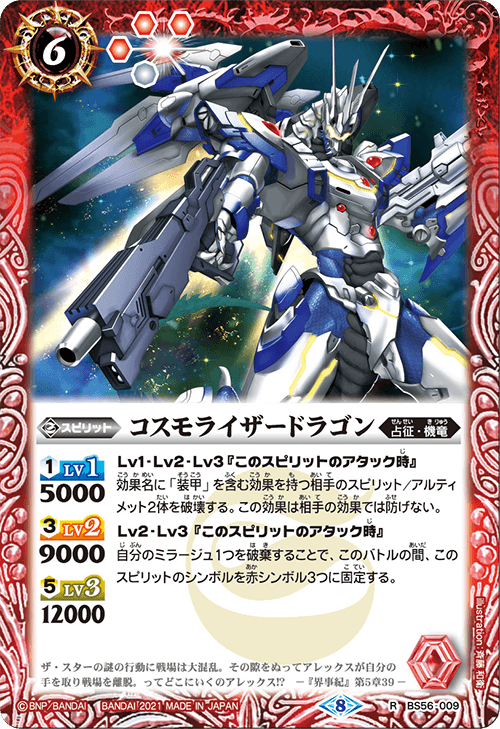 6
スピリット
コスモライザードラゴン
せんせい きりゅう
占征・機竜
1 LV1
5000
3 LV2
9000
5 LV3
12000
Lv1・Lv2・Lv3『このスピリットのアタック時』
効果名に「装甲」を含む効果を持つ相手のスピリット/アルティ
メット2体を破壊する。この効果は相手の効果では防げない。
Lv2・Lv3『このスピリットのアタック時』
自分のミラージュ1つを破棄することで、このバトルの間、この
スピリットのシンボルを赤シンボル3つに固定する。
ザ・スターの謎の行動に戦場は大混乱。その隙をぬってアレックスが自分の
手を取り戦場を離脱。ってどこにいくのアレックス!? ―『界事紀』第5章39―
illustration:斉藤 和衛
©BNP/BANDAI BANDAI 2021 MADE IN JAPAN
8
R BS56-009